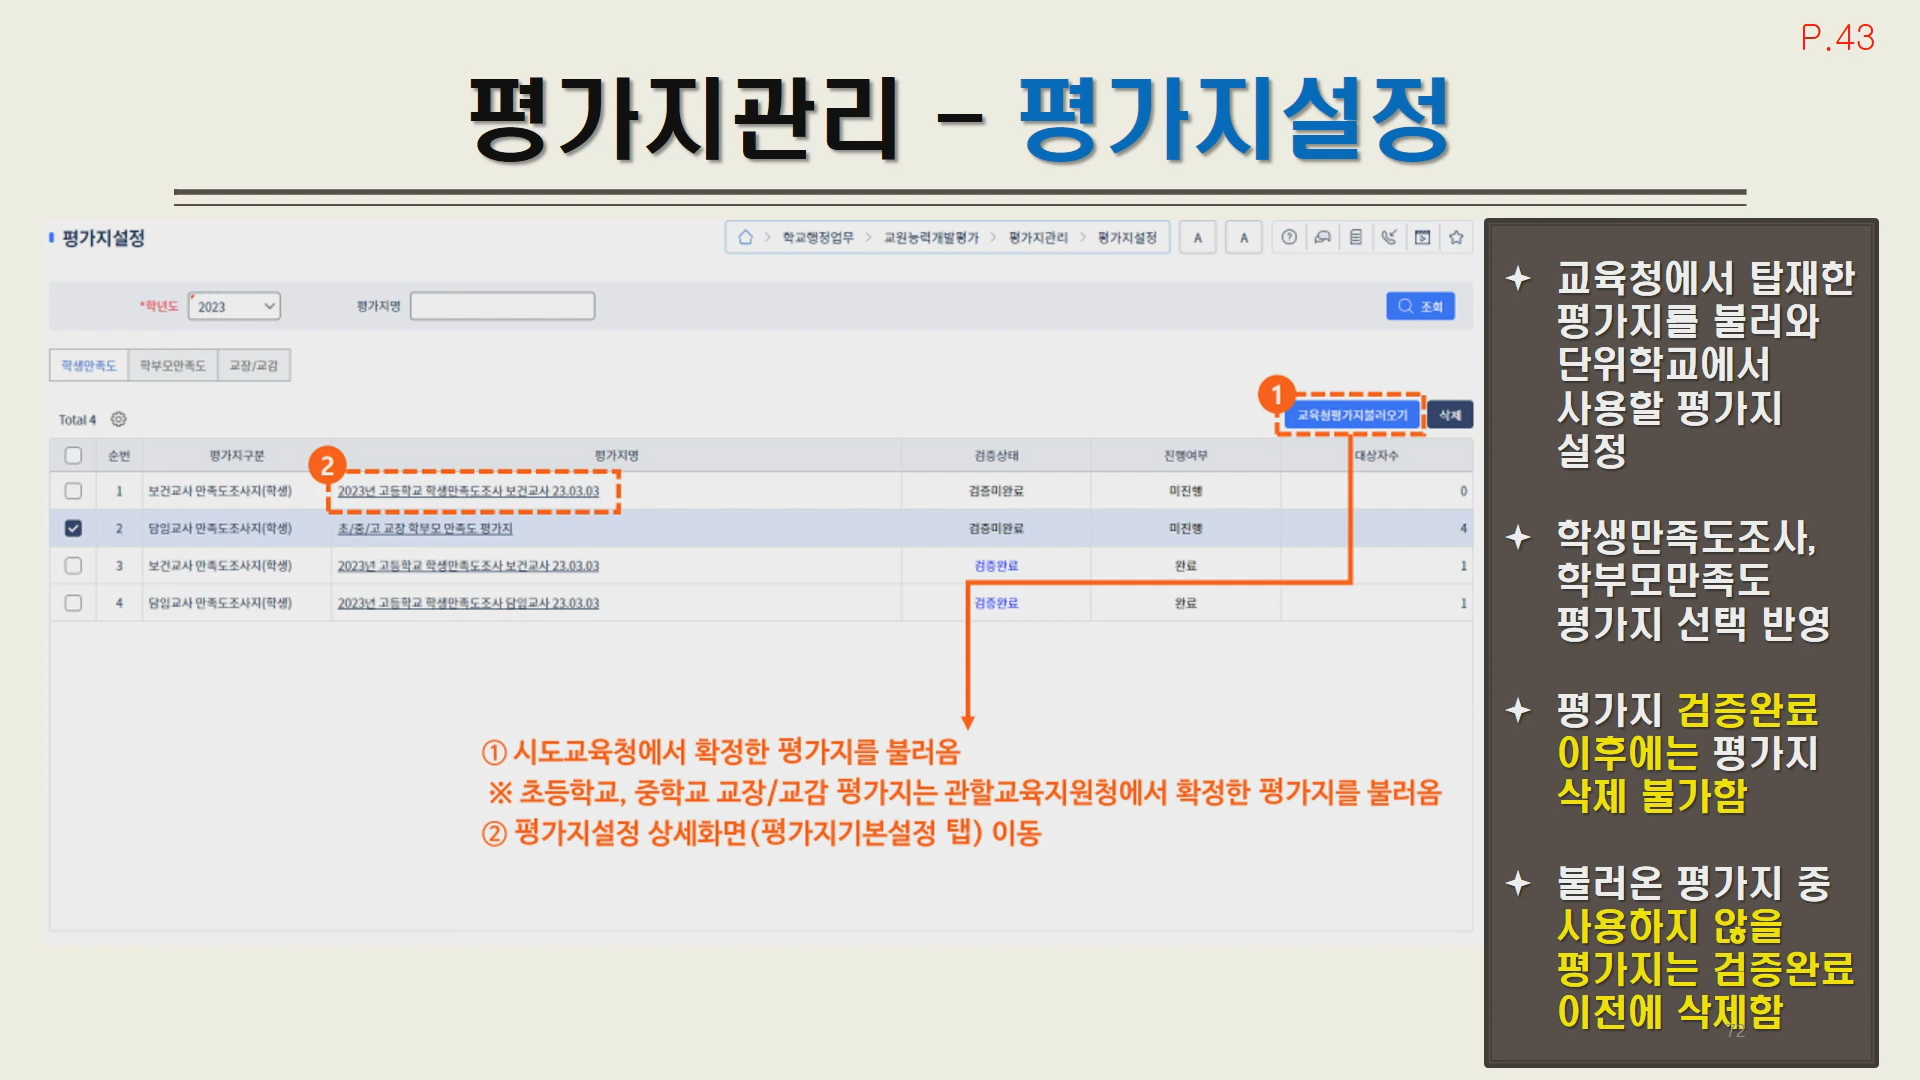 P.43
평가지관리 - 평가지설정
평가지설정
학교행정업무 > 교원능력개발평가 > 평가지관리 > 평가지설정
A A
*학년도 2023 평가지명 조회
학생만족도 학부모만족도 교장/교감
Total 4
1 교육청평가지불러오기 삭제
순번 평가지구분 평가지명 검증상태 진행여부 대상자수
2
1 보건교사 만족도조사지(학생) 2023년 고등학교 학생만족도조사 보건교사 23.03.03 검증미완료 미진행 0
2 담임교사 만족도조사지(학생) 초/중/고 교장 학부모 만족도 평가지 검증미완료 미진행 4
3 보건교사 만족도조사지(학생) 2023년 고등학교 학생만족도조사 보건교사 23.03.03 검증완료 완료 1
4 담임교사 만족도조사지(학생) 2023년 고등학교 학생만족도조사 담임교사 23.03.03 검증완료 완료 1
① 시도교육청에서 확정한 평가지를 불러옴
※ 초등학교, 중학교 교장/교감 평가지는 관할교육지원청에서 확정한 평가지를 불러옴
② 평가지설정 상세화면(평가지기본설정 탭) 이동
교육청에서 탑재한
평가지를 불러와
단위학교에서
사용할 평가지
설정
학생만족도조사,
학부모만족도
평가지 선택 반영
평가지 검증완료
이후에는 평가지
삭제 불가함
불러온 평가지 중
사용하지 않을
평가지는 검증완료
이전에 삭제함
72